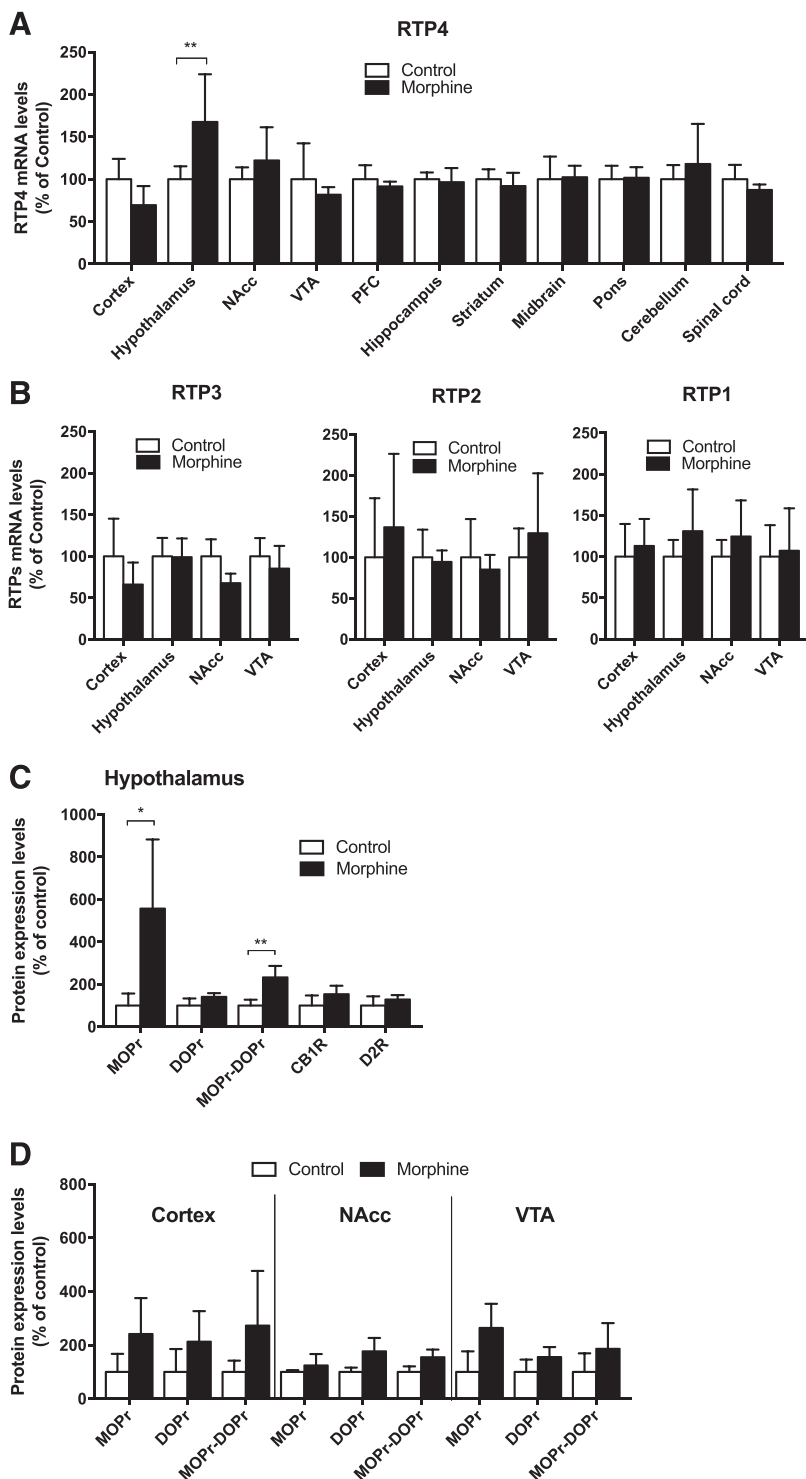 A
RTP4
RTP4 mRNA levels
(% of Control)
250
200
150
100
50
0
**
Control
Morphine
Cortex
Hypothalamus
NAcc
VTA
PFC
Hippocampus
Striatum
Midbrain
Pons
Cerebellum
Spinal cord
B
RTPs mRNA levels
(% of Control)
RTP3
250
200
150
100
50
0
Control
Morphine
Cortex
Hypothalamus
NAcc
VTA
RTP2
250
200
150
100
50
0
Control
Morphine
Cortex
Hypothalamus
NAcc
VTA
RTP1
250
200
150
100
50
0
Control
Morphine
Cortex
Hypothalamus
NAcc
VTA
C
Hypothalamus
Protein expression levels
(% of control)
1000
800
600
400
200
0
*
**
Control
Morphine
MOPr
DOPr
MOPr-DOPr
CB1R
D2R
D
Control
Morphine
Protein expression levels
(% of control)
800
600
400
200
0
Cortex
NAcc
VTA
MOPr
DOPr
MOPr-DOPr
MOPr
DOPr
MOPr-DOPr
MOPr
DOPr
MOPr-DOPr